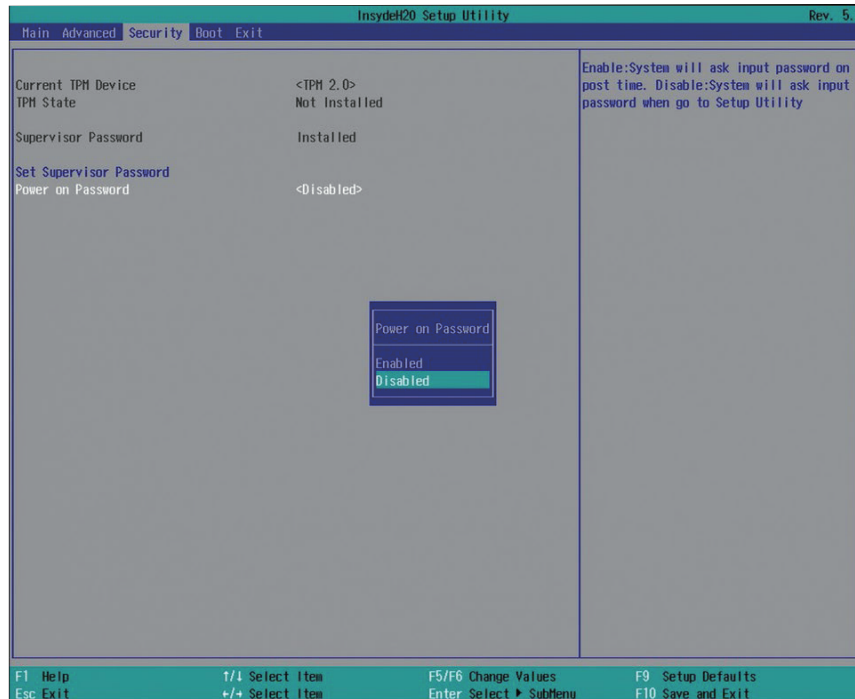 InsydeH20 Setup Utility Rev. 5.
Main Advanced Security Boot Exit
Current TPM Device <TPM 2.0>
TPM State Not Installed
Supervisor Password Installed
Set Supervisor Password
Power on Password <Disabled>
Enable:System will ask input password on
post time. Disable:System will ask input
password when go to Setup Utility
Power on Password
Enabled
Disabled
F1 Help ↑/↓ Select Item F5/F6 Change Values F9 Setup Defaults
Esc Exit ←/→ Select Item Enter Select ▶ SubMenu F10 Save and Exit